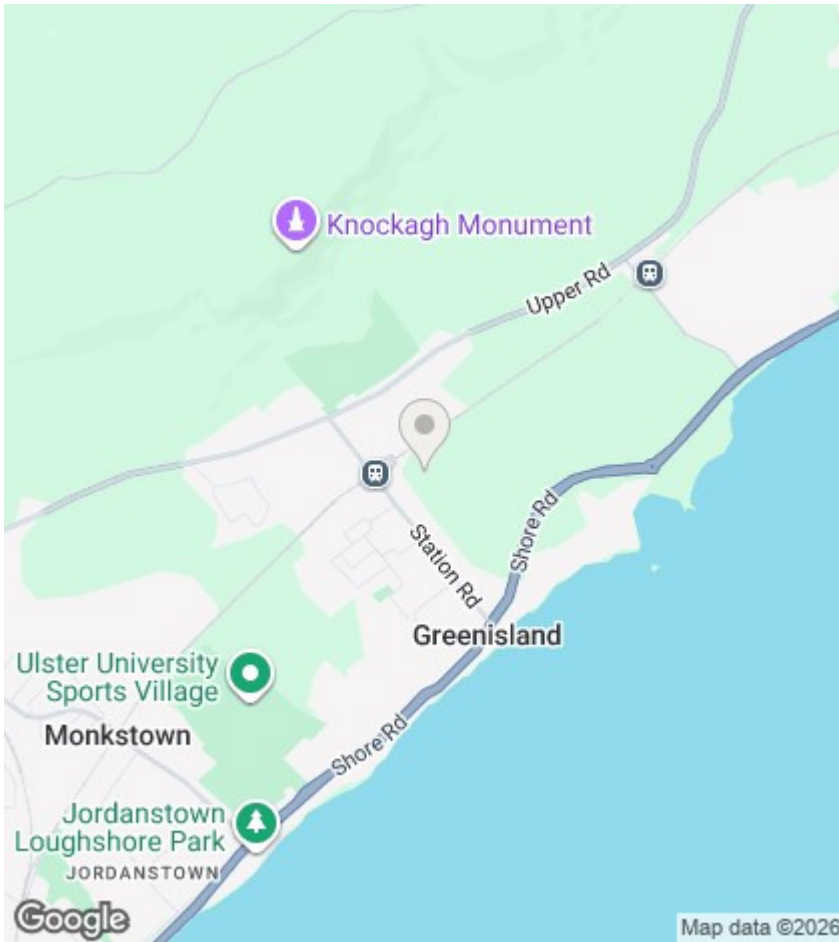 Knockagh Monument
Upper Rd
Shore Rd
Station Rd
Greenisland
Ulster University
Sports Village
Monkstown
Shore Rd
Jordanstown
Loughshore Park
JORDANSTOWN
Google
Map data ©2026